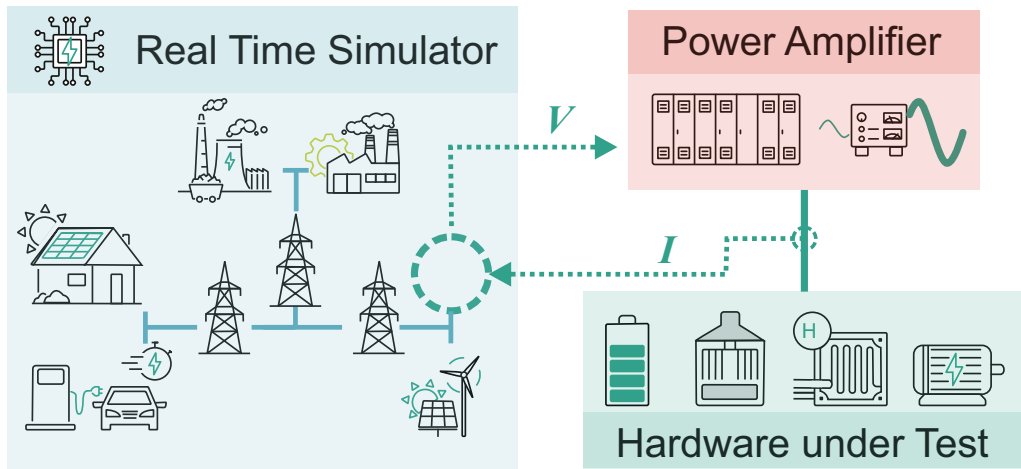 Real Time Simulator
Power Amplifier
V
I
H
Hardware under Test